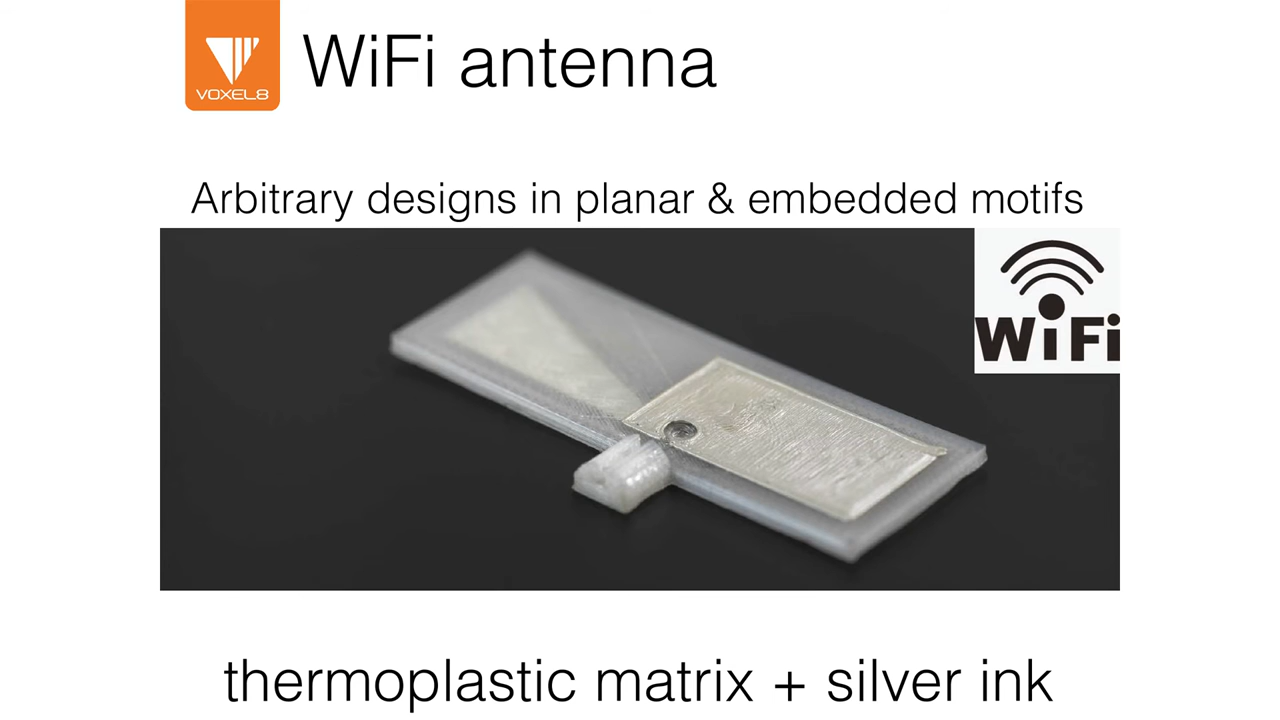 VOXEL8
WiFi antenna
Arbitrary designs in planar & embedded motifs
WiFi
thermoplastic matrix + silver ink